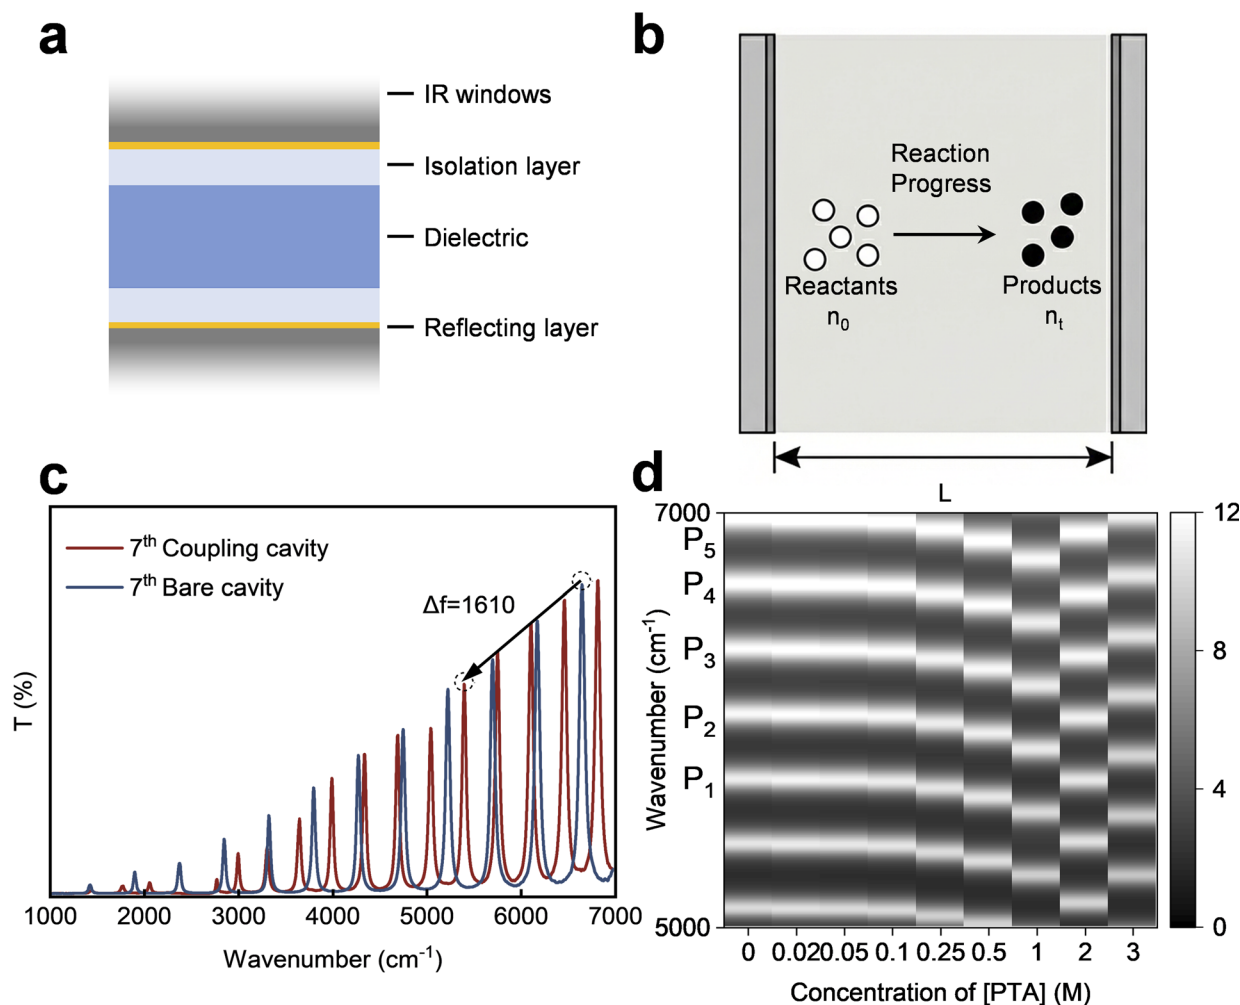 a
IR windows
Isolation layer
Dielectric
Reflecting layer
b
Reaction
Progress
Reactants
n0
Products
nt
L
c
7th Coupling cavity
7th Bare cavity
Δf=1610
T (%)
1000 2000 3000 4000 5000 6000 7000
Wavenumber (cm-1)
d
7000
P5
P4
P3
P2
P1
5000
Wavenumber (cm-1)
0 0.02 0.05 0.1 0.25 0.5 1 2 3
Concentration of [PTA] (M)
12
8
4
0